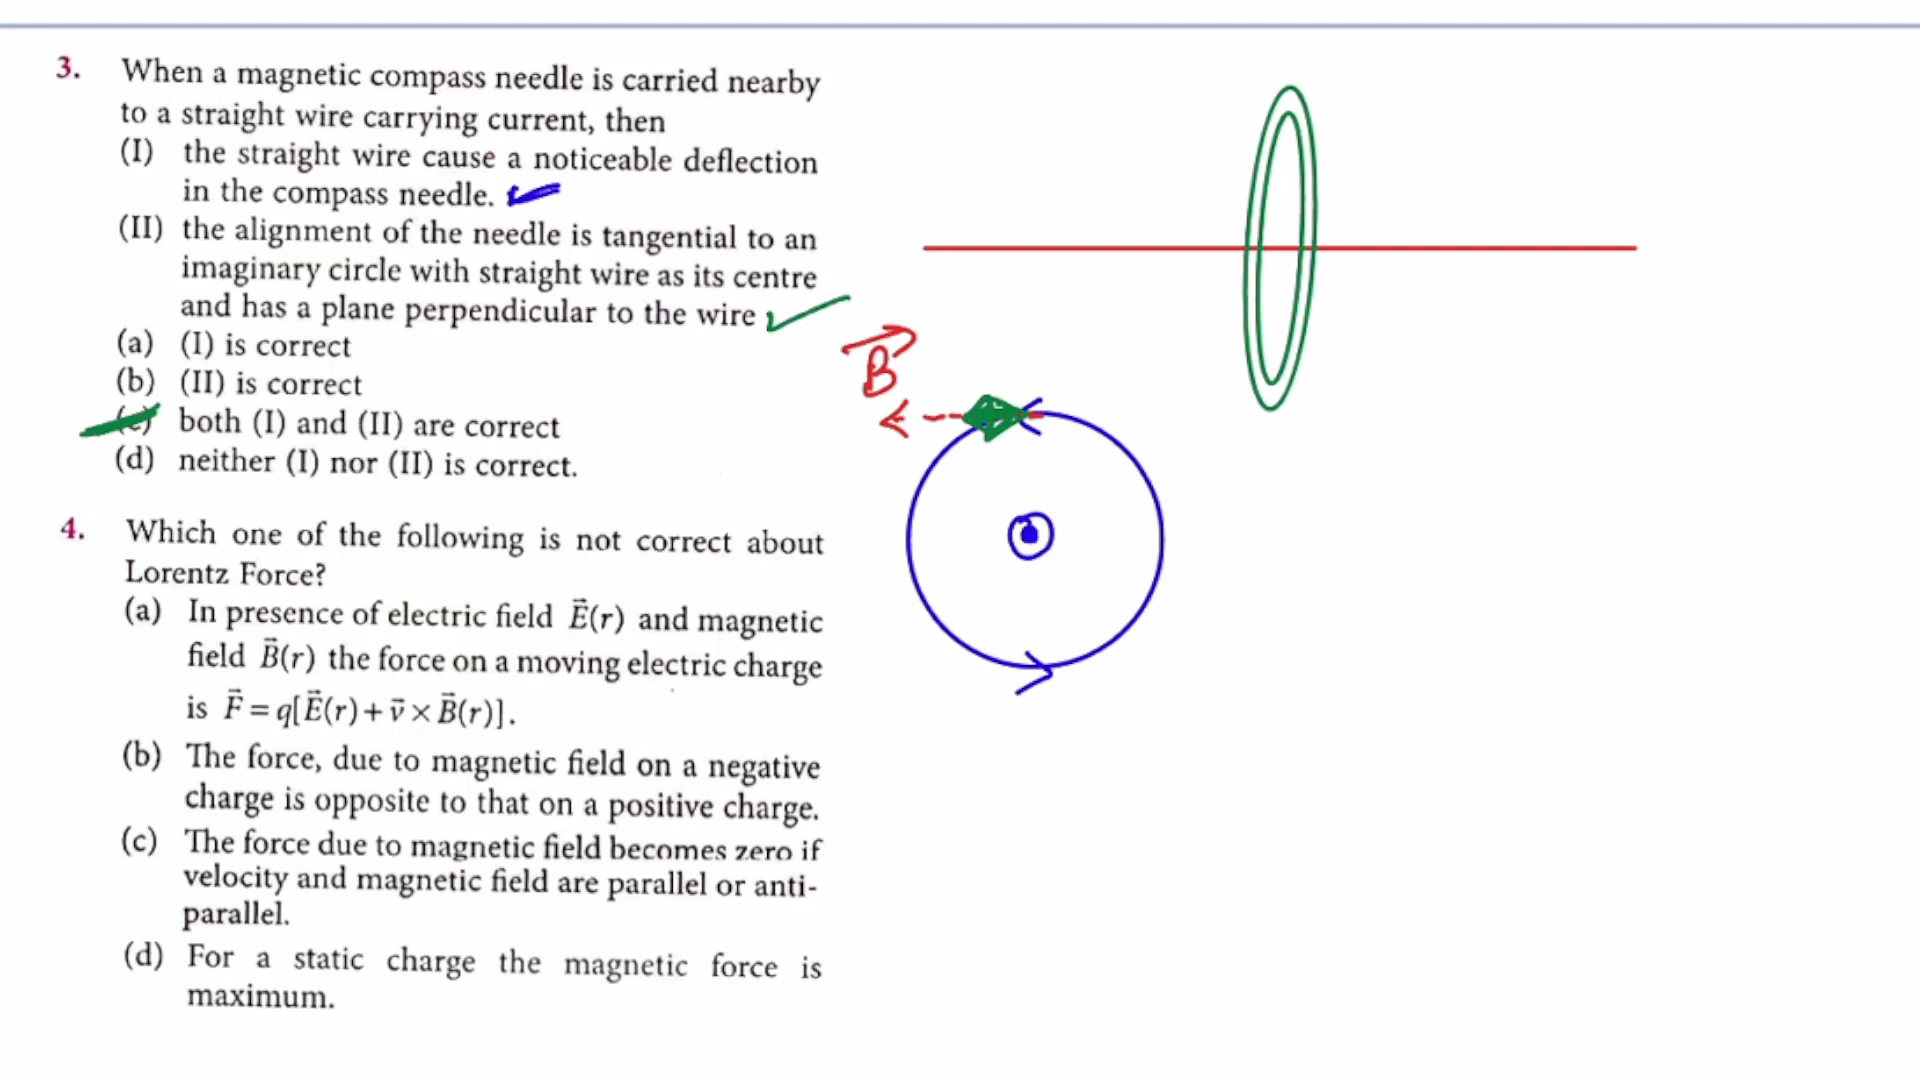 3. When a magnetic compass needle is carried nearby
to a straight wire carrying current, then
(I) the straight wire cause a noticeable deflection
in the compass needle.
(II) the alignment of the needle is tangential to an
imaginary circle with straight wire as its centre
and has a plane perpendicular to the wire
(a) (I) is correct
(b) (II) is correct
(c) both (I) and (II) are correct
(d) neither (I) nor (II) is correct.
B⃗
4. Which one of the following is not correct about
Lorentz Force?
(a) In presence of electric field E⃗(r) and magnetic
field B⃗(r) the force on a moving electric charge
is F⃗ = q[E⃗(r) + v⃗ × B⃗(r)].
(b) The force, due to magnetic field on a negative
charge is opposite to that on a positive charge.
(c) The force due to magnetic field becomes zero if
velocity and magnetic field are parallel or anti-
parallel.
(d) For a static charge the magnetic force is
maximum.